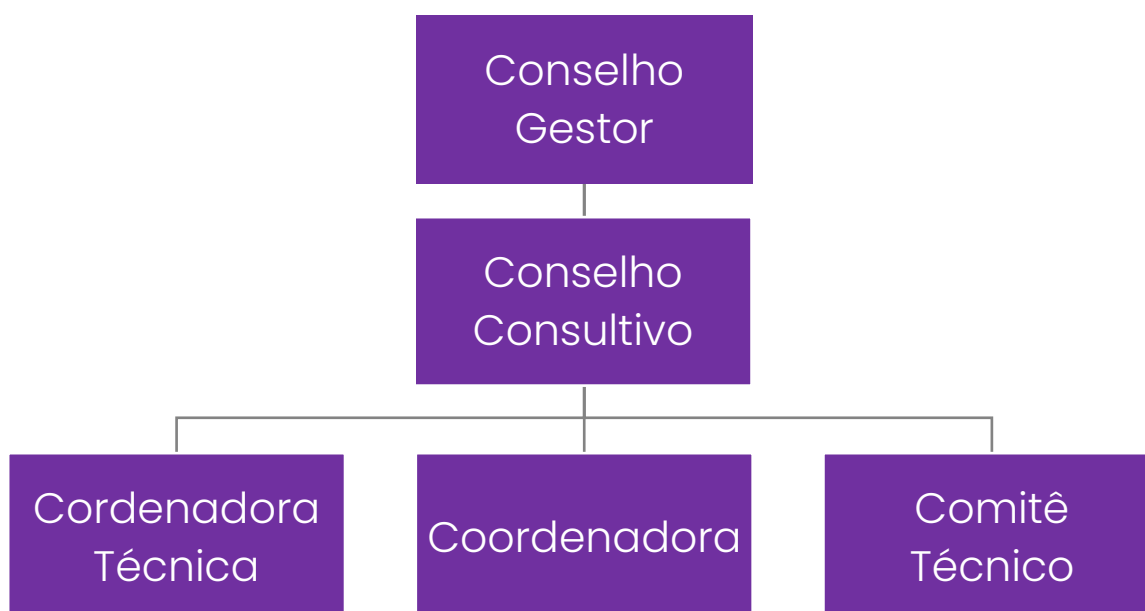 Conselho
Gestor
Conselho
Consultivo
Cordenadora
Técnica
Coordenadora
Comitê
Técnico